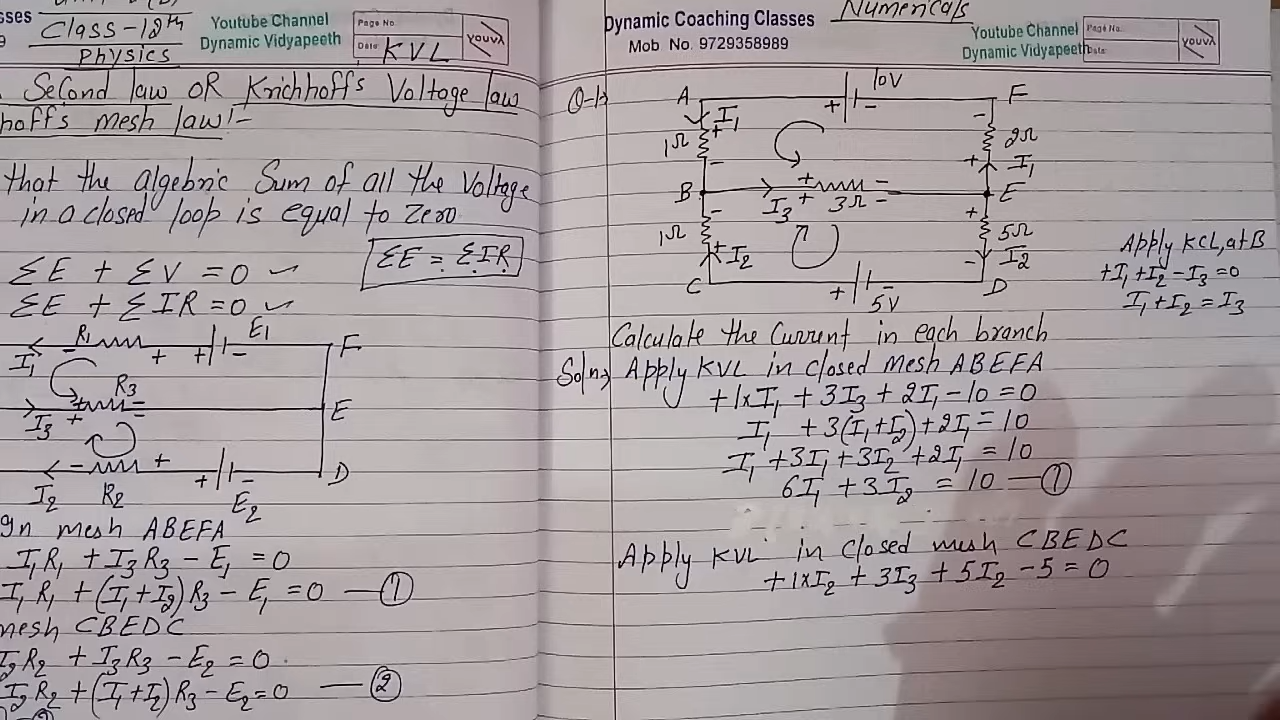 sses
Class-12th
Physics
Youtube Channel
Dynamic Vidyapeeth
Page No.
Date: KVL
youva
Second law OR Krichhoff's Voltage law
hoff's mesh law:-
that the algebric Sum of all the Voltage
in a closed loop is equal to zero
ΣE + ΣV = 0
ΣE + ΣIR = 0
ΣE = ΣIR
R1 + + - E1 F
I1
R3
I3 + E
- + + - D
I2 R2 E2
In mesh ABEFA
I1R1 + I3R3 - E1 = 0
I1R1 + (I1+I2)R3 - E1 = 0 — ①
mesh CBEDC
I2R2 + I3R3 - E2 = 0
I2R2 + (I1+I2)R3 - E2 = 0 — ②
Dynamic Coaching Classes
Mob No. 9729358989
Numericals
Youtube Channel
Dynamic Vidyapeeth
Page No.
Date:
youva
Q-1⇒
A + - 10V F
I1 + -
1Ω 2Ω
- + I1
B I3 + 3Ω - E
- +
1Ω 5Ω
+ I2 - I2
C + - D
5V
Apply KCL, at B
+I1+I2-I3=0
I1+I2=I3
Calculate the Current in each branch
Soln⇒ Apply KVL in closed Mesh ABEFA
+1×I1 + 3I3 + 2I1 - 10 = 0
I1 + 3(I1+I2) + 2I1 = 10
I1 + 3I1 + 3I2 + 2I1 = 10
6I1 + 3I2 = 10 — ①
Apply KVL in closed mesh CBEDC
+1×I2 + 3I3 + 5I2 - 5 = 0